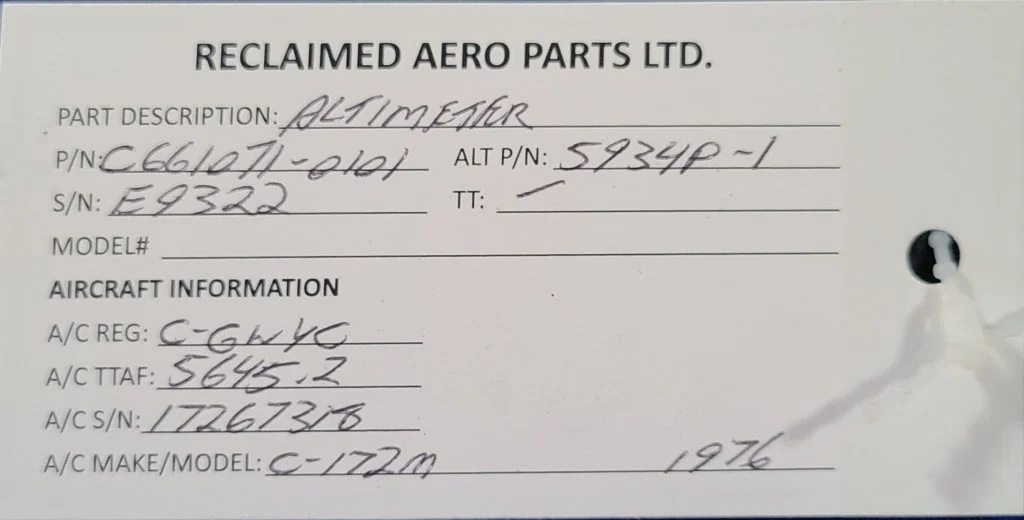 RECLAIMED AERO PARTS LTD.
PART DESCRIPTION: ALTIMETER
P/N: C661071-0101 ALT P/N: 5934P-1
S/N: E9322 TT: —
MODEL#
AIRCRAFT INFORMATION
A/C REG: C-GWYC
A/C TTAF: 5645.2
A/C S/N: 17267318
A/C MAKE/MODEL: C-172M 1976